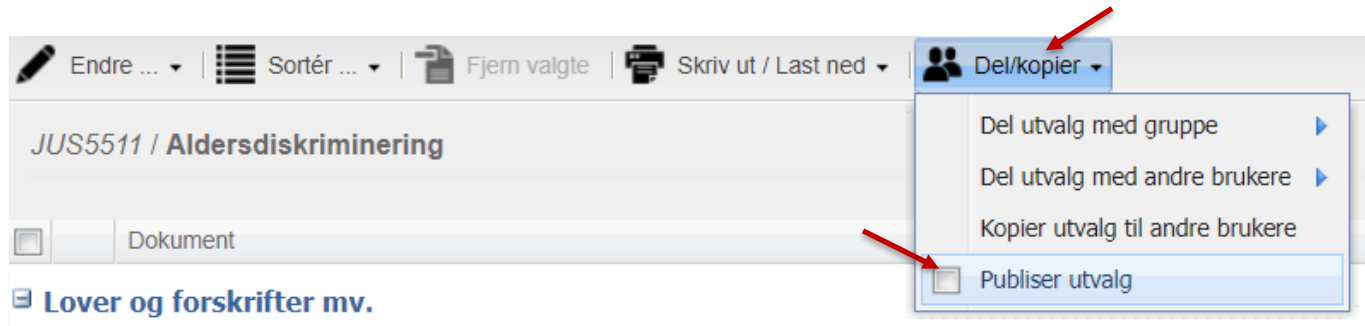 Endre ... Sortér ... Fjern valgte Skriv ut / Last ned Del/kopier
Del utvalg med gruppe
JUS5511 / Aldersdiskriminering
Del utvalg med andre brukere
Kopier utvalg til andre brukere
Dokument
Publiser utvalg
Lover og forskrifter mv.